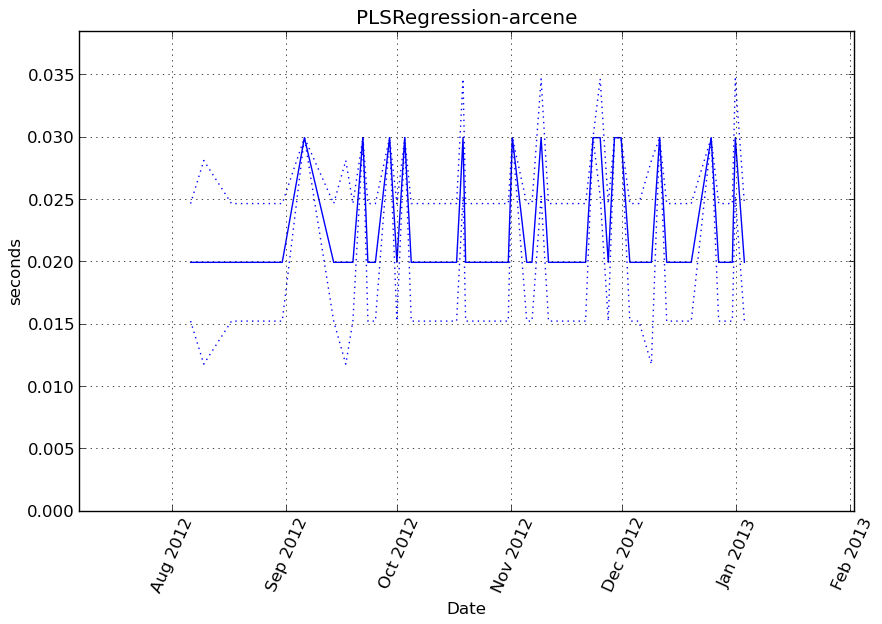 PLSRegression-arcene
0.035
0.030
0.025
0.020
0.015
0.010
0.005
0.000
seconds
Aug 2012
Sep 2012
Oct 2012
Nov 2012
Dec 2012
Jan 2013
Feb 2013
Date